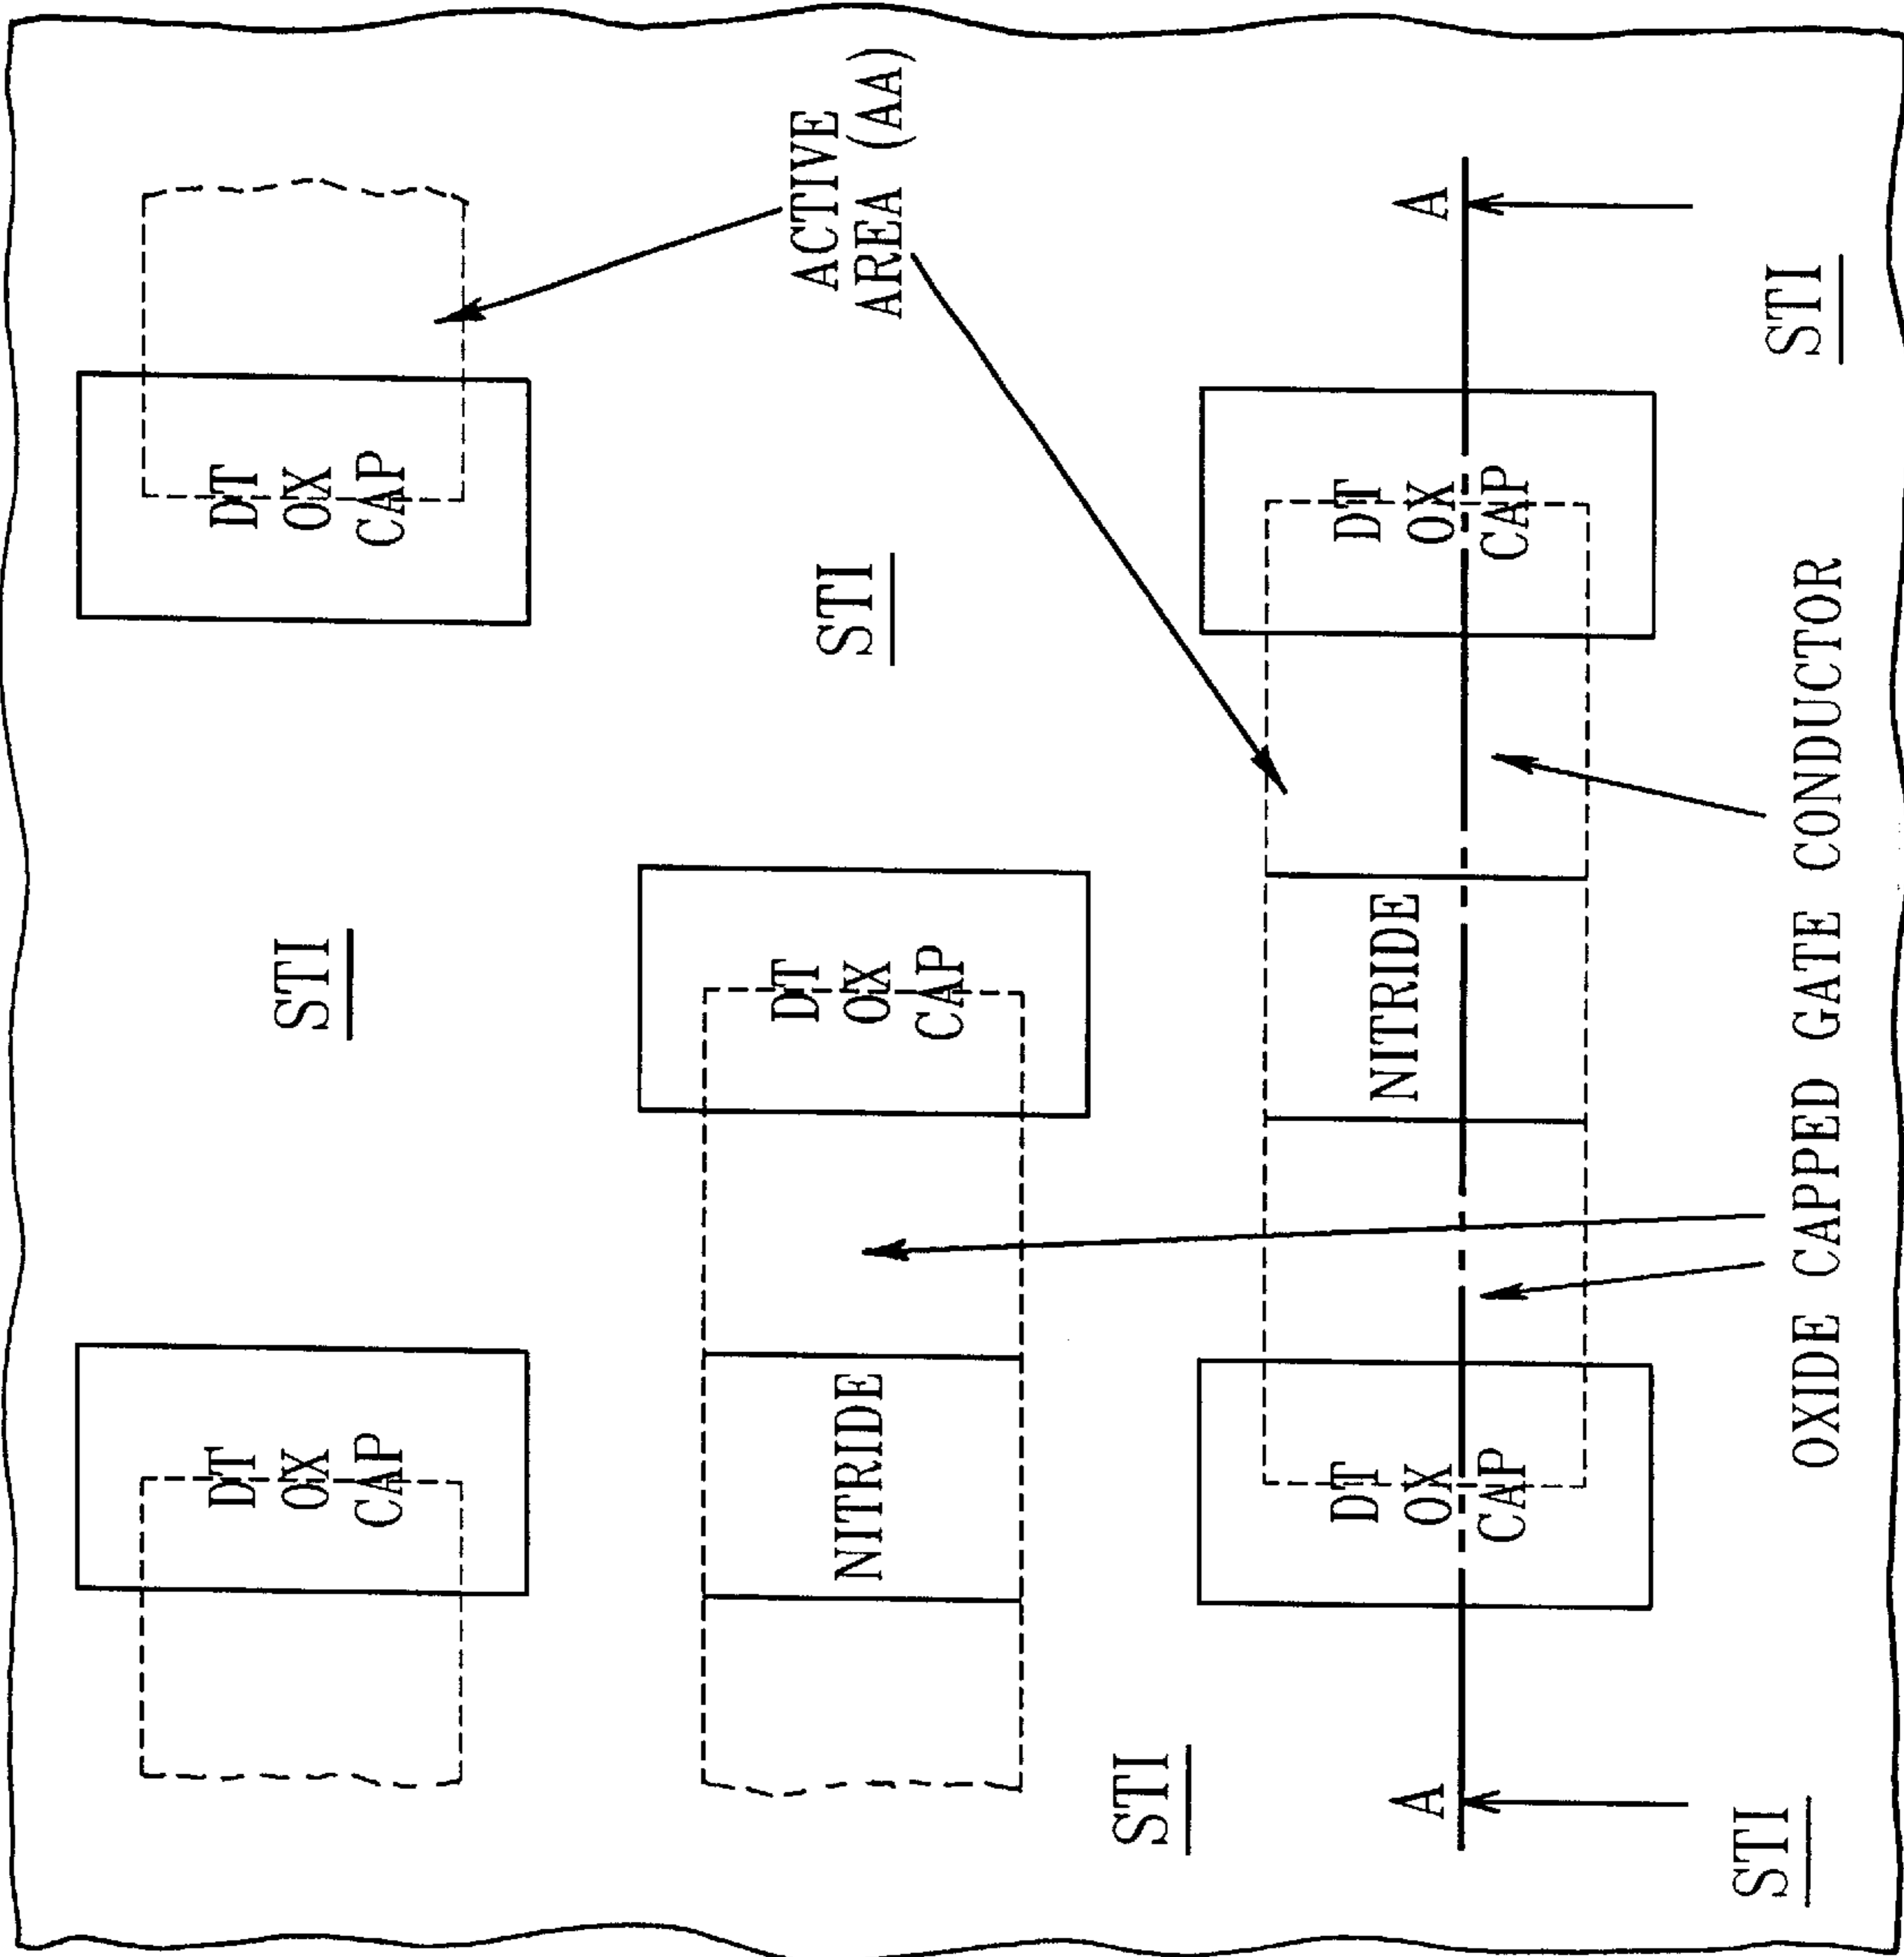 DT
OX
CAP
DT
OX
CAP
STI
NITRIDE
DT
OX
CAP
STI
ACTIVE
AREA (AA)
STI
A
DT
OX
CAP
NITRIDE
DT
OX
CAP
A
STI
STI
OXIDE CAPPED GATE CONDUCTOR